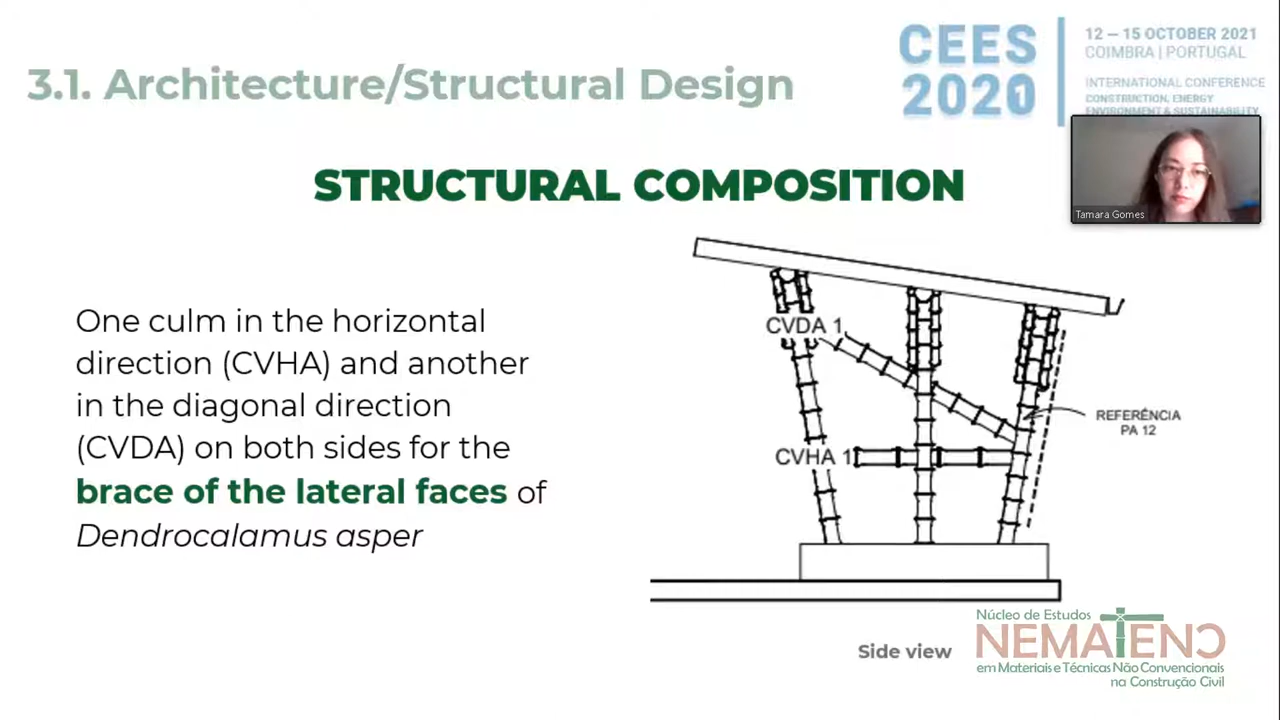 3.1. Architecture/Structural Design
CEES
2020
12 — 15 OCTOBER 2021
COIMBRA | PORTUGAL
INTERNATIONAL CONFERENCE
CONSTRUCTION, ENERGY
ENVIRONMENT & SUSTAINABILITY
Tamara Gomes
STRUCTURAL COMPOSITION
One culm in the horizontal
direction (CVHA) and another
in the diagonal direction
(CVDA) on both sides for the
brace of the lateral faces of
Dendrocalamus asper
CVDA 1
CVHA 1
REFERÊNCIA
PA 12
Side view
Núcleo de Estudos
NEMATENC
em Materiais e Técnicas Não Convencionais
na Construção Civil